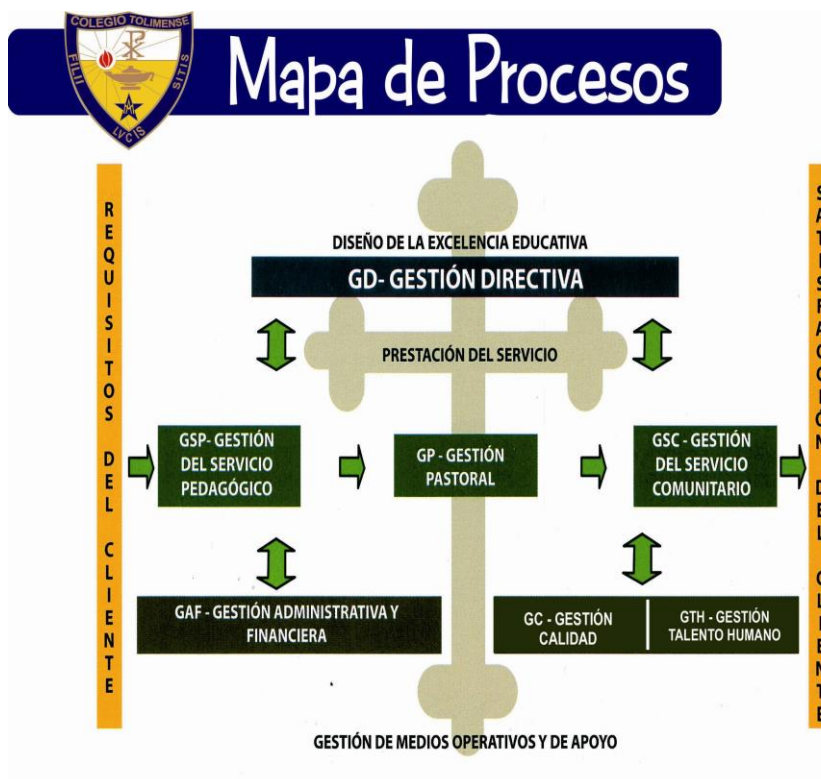 COLEGIO TOLIMENSE
FILII
SITIS
LVCIS
Mapa de Procesos
REQUISITOS DEL CLIENTE
DISEÑO DE LA EXCELENCIA EDUCATIVA
GD- GESTIÓN DIRECTIVA
PRESTACIÓN DEL SERVICIO
GSP- GESTIÓN
DEL SERVICIO
PEDAGÓGICO
GP - GESTIÓN
PASTORAL
GSC - GESTIÓN
DEL SERVICIO
COMUNITARIO
GAF - GESTIÓN ADMINISTRATIVA Y
FINANCIERA
GC - GESTIÓN
CALIDAD
GTH - GESTIÓN
TALENTO HUMANO
GESTIÓN DE MEDIOS OPERATIVOS Y DE APOYO
SATISFACCIÓN DEL CLIENTE